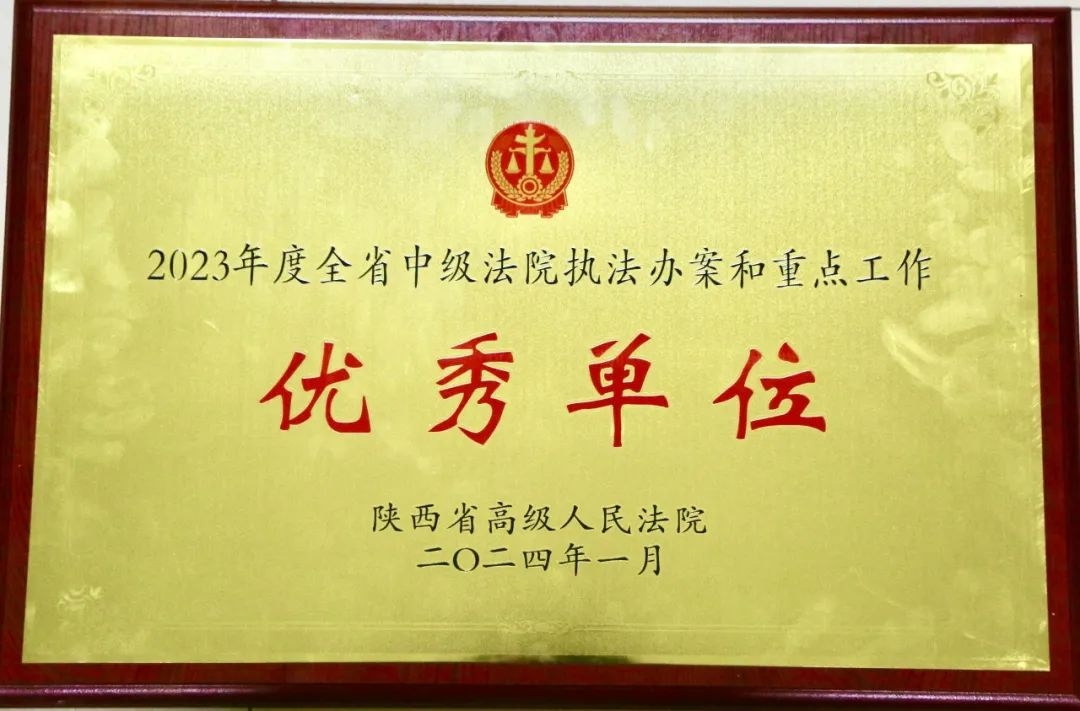 2023年度全省中级法院执法办案和重点工作
优秀单位
陕西省高级人民法院
二〇二四年一月